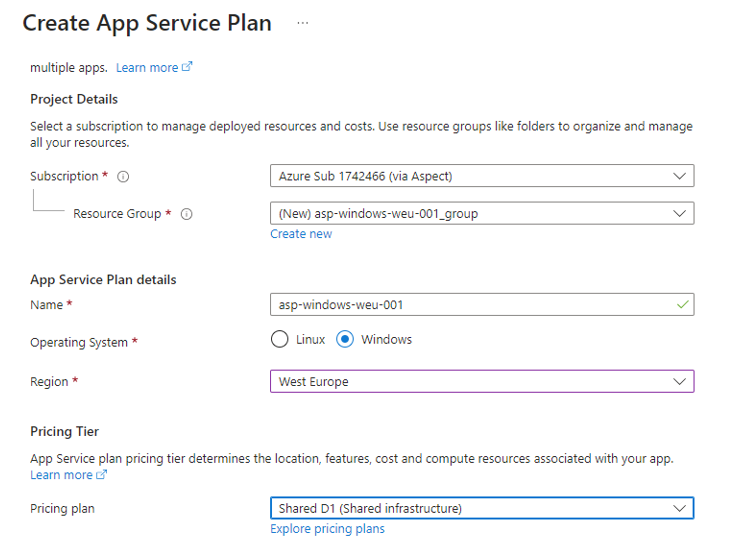 Create App Service Plan ...
multiple apps. Learn more
Project Details
Select a subscription to manage deployed resources and costs. Use resource groups like folders to organize and manage
all your resources.
Subscription *
Azure Sub 1742466 (via Aspect)
Resource Group *
(New) asp-windows-weu-001_group
Create new
App Service Plan details
Name *
asp-windows-weu-001
Operating System *
Linux Windows
Region *
West Europe
Pricing Tier
App Service plan pricing tier determines the location, features, cost and compute resources associated with your app.
Learn more
Pricing plan
Shared D1 (Shared infrastructure)
Explore pricing plans